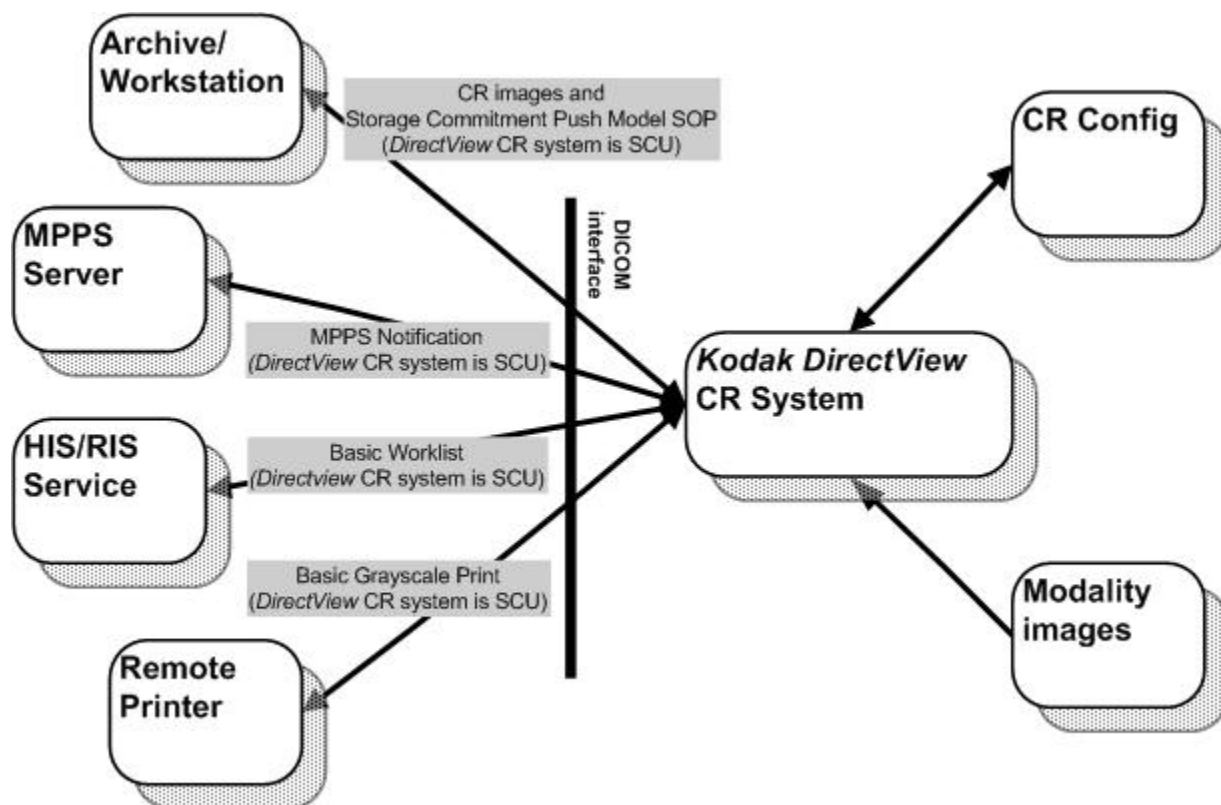 Archive/
Workstation
CR images and
Storage Commitment Push Model SOP
(DirectView CR system is SCU)
CR Config
MPPS
Server
DICOM
interface
MPPS Notification
(DirectView CR system is SCU)
Kodak DirectView
CR System
HIS/RIS
Service
Basic Worklist
(Directview CR system is SCU)
Basic Grayscale Print
(DirectView CR system is SCU)
Modality
images
Remote
Printer